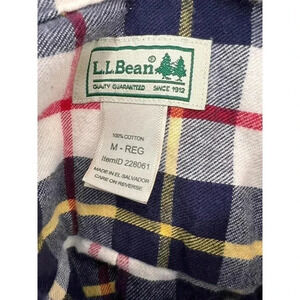 L.L.Bean
QUALITY GUARANTEED SINCE 1912
100% COTTON
M - REG
ItemID 228061
MADE IN EL SALVADOR
CARE ON REVERSE